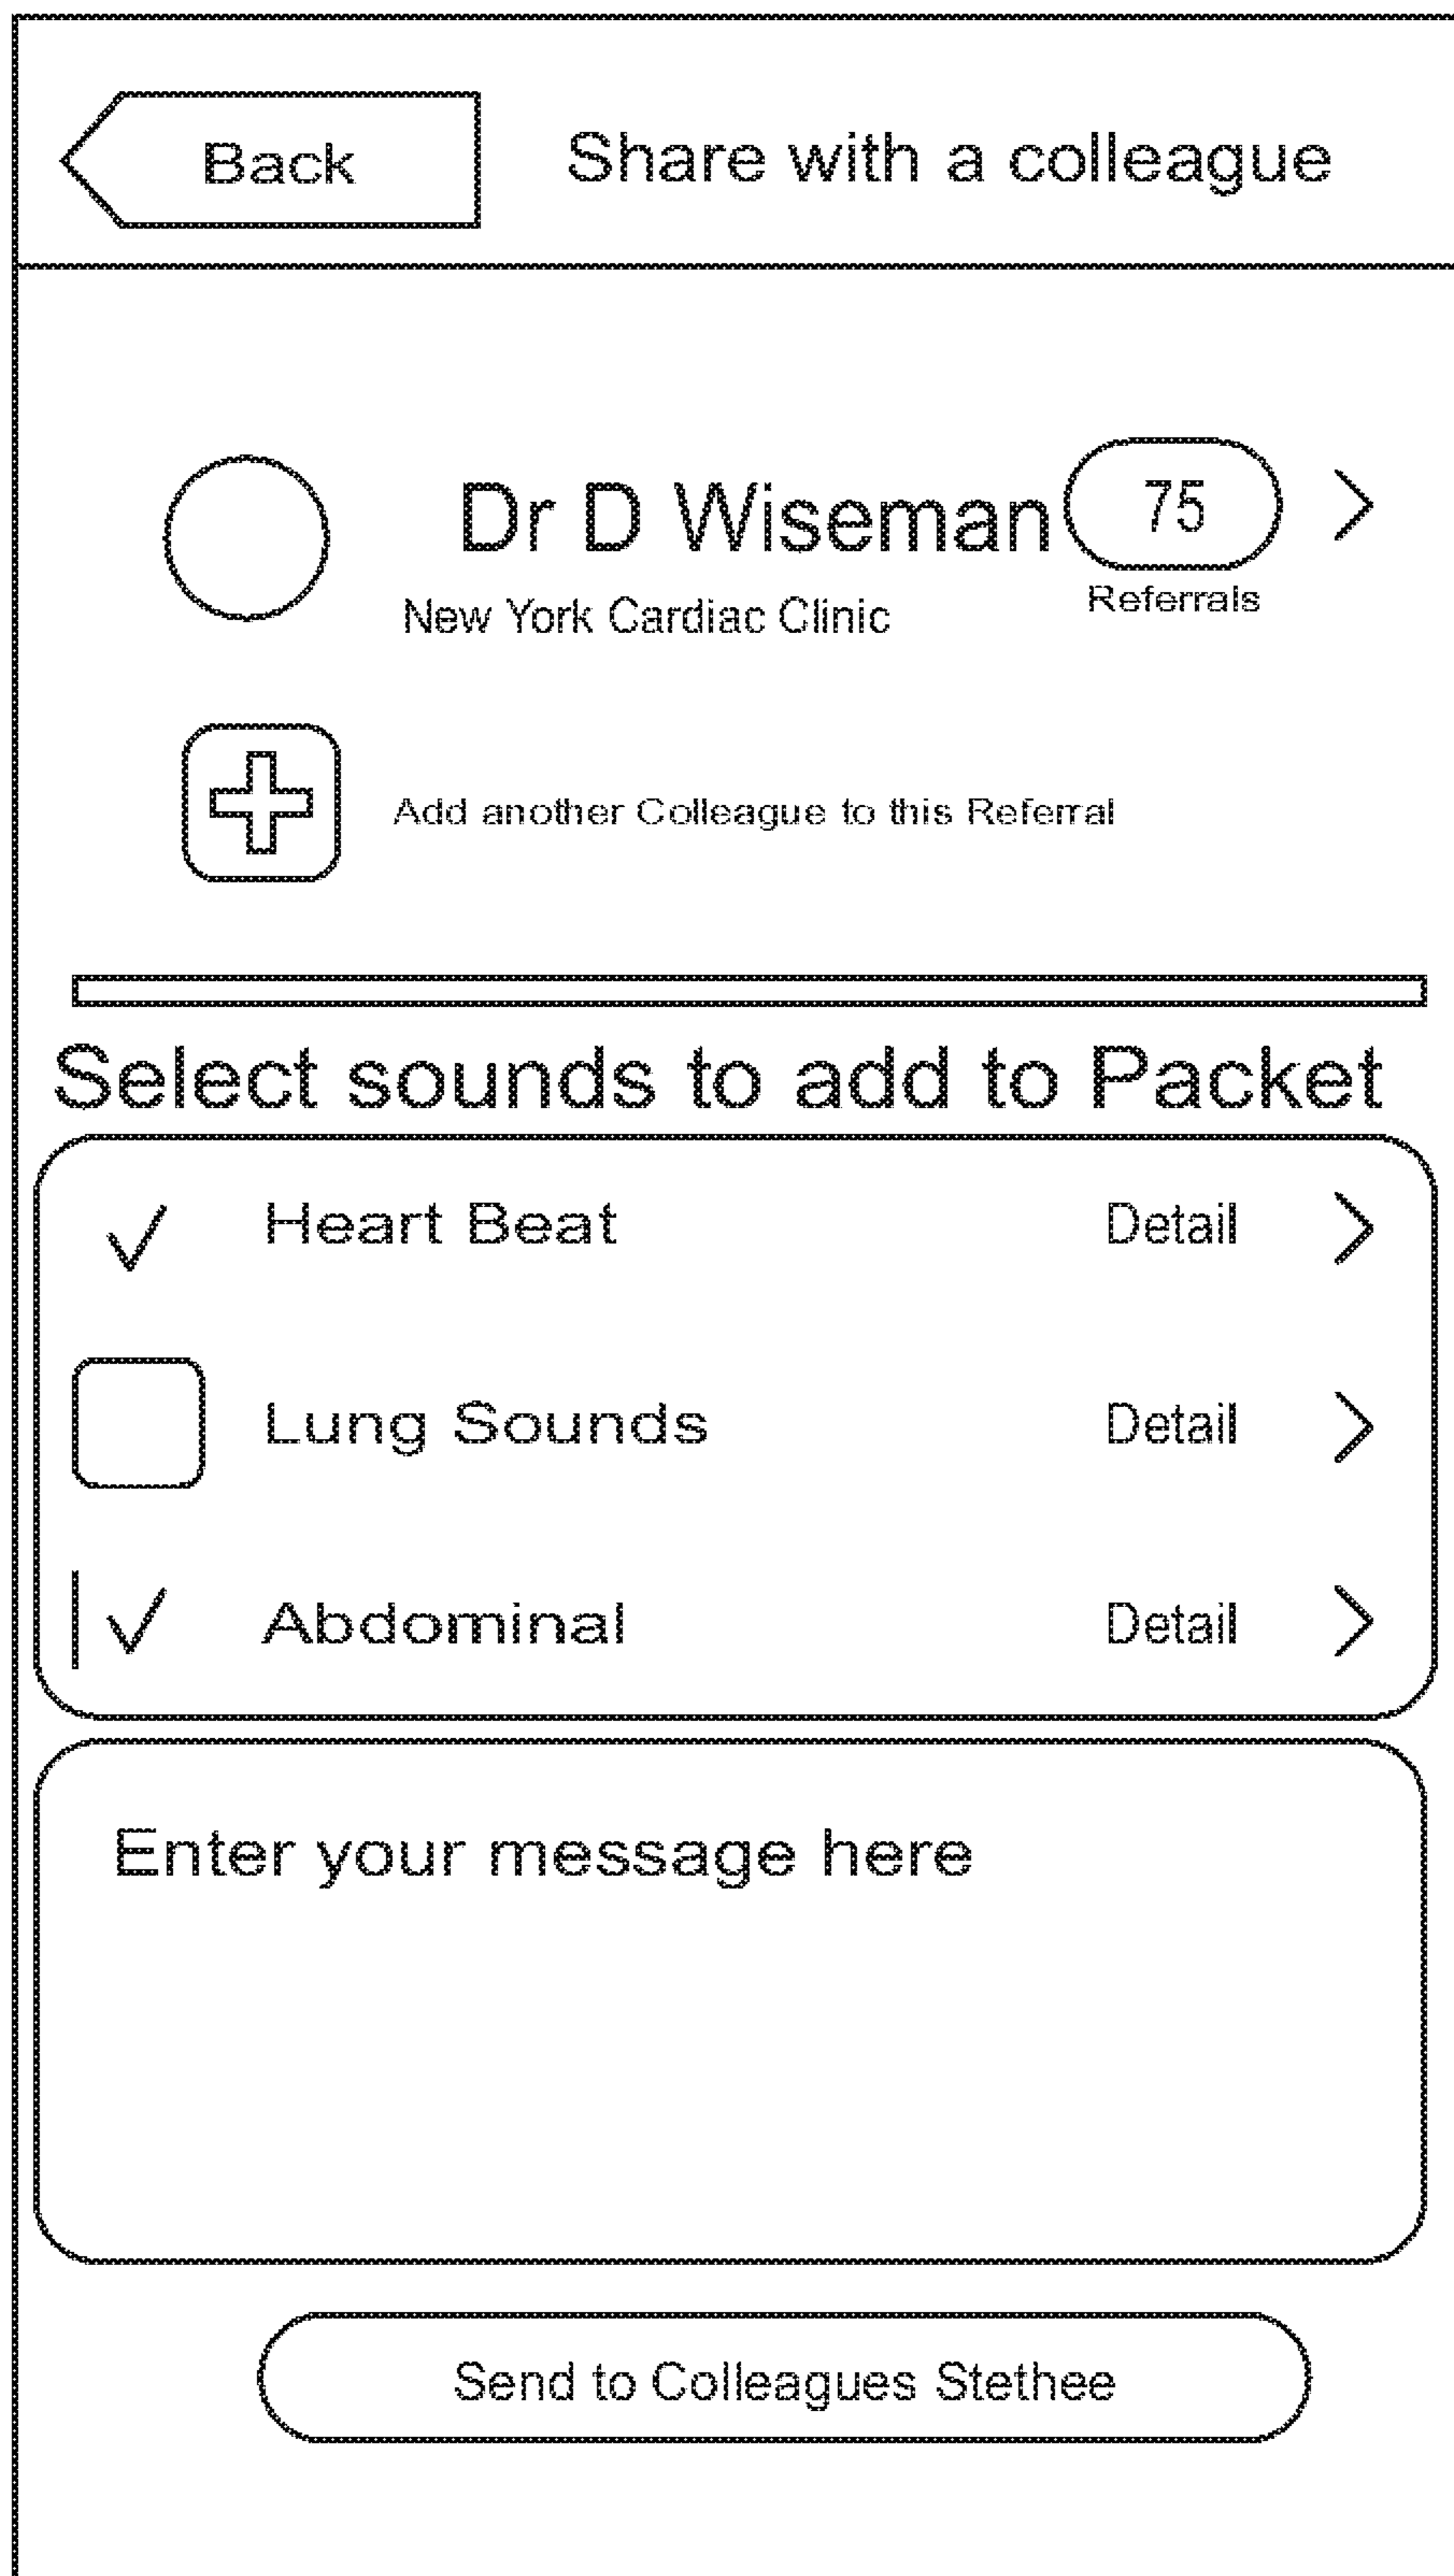 Back
Share with a colleague
Dr D Wiseman 75
New York Cardiac Clinic
Referrals
Add another Colleague to this Referral
Select sounds to add to Packet
Heart Beat Detail
Lung Sounds Detail
Abdominal Detail
Enter your message here
Send to Colleagues Stethee